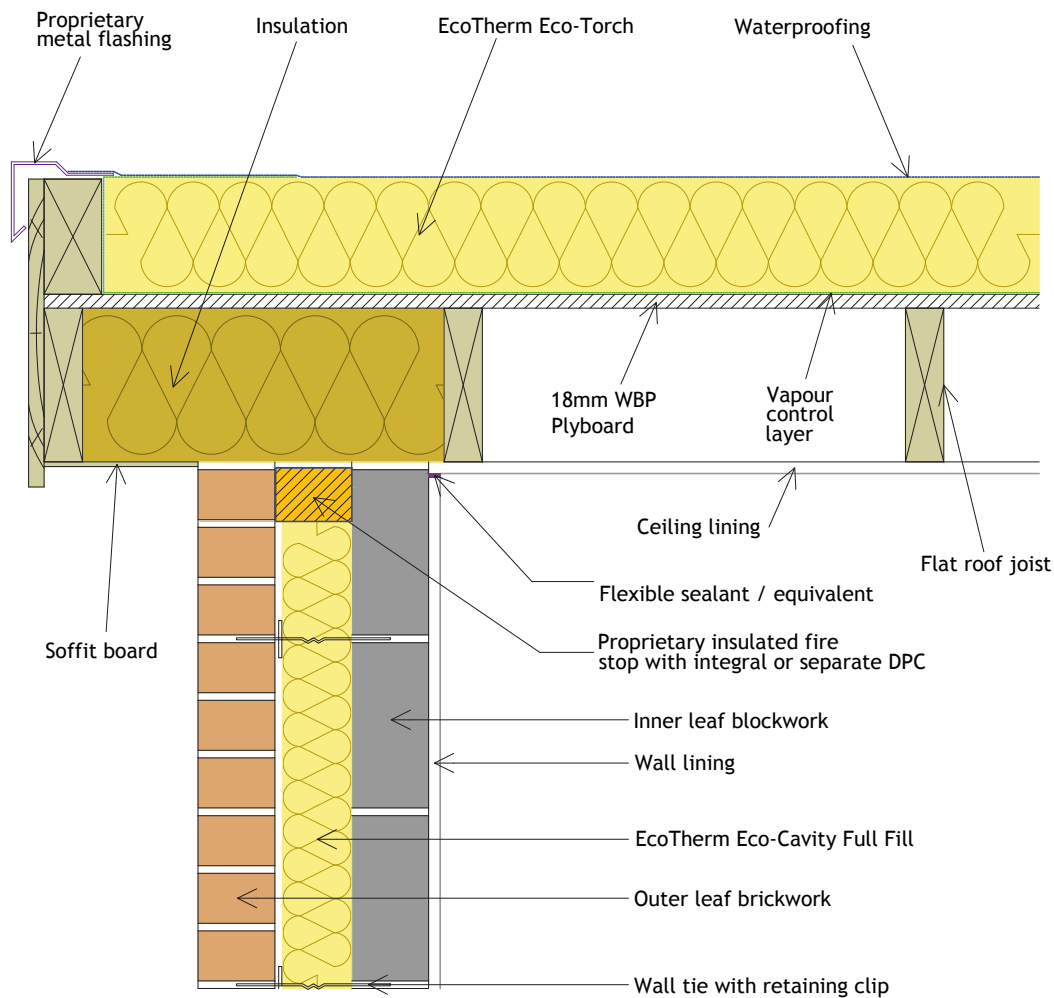 Proprietary
metal flashing
Insulation
EcoTherm Eco-Torch
Waterproofing
18mm WBP
Plyboard
Vapour
control
layer
Ceiling lining
Flat roof joist
Flexible sealant / equivalent
Soffit board
Proprietary insulated fire
stop with integral or separate DPC
Inner leaf blockwork
Wall lining
EcoTherm Eco-Cavity Full Fill
Outer leaf brickwork
Wall tie with retaining clip